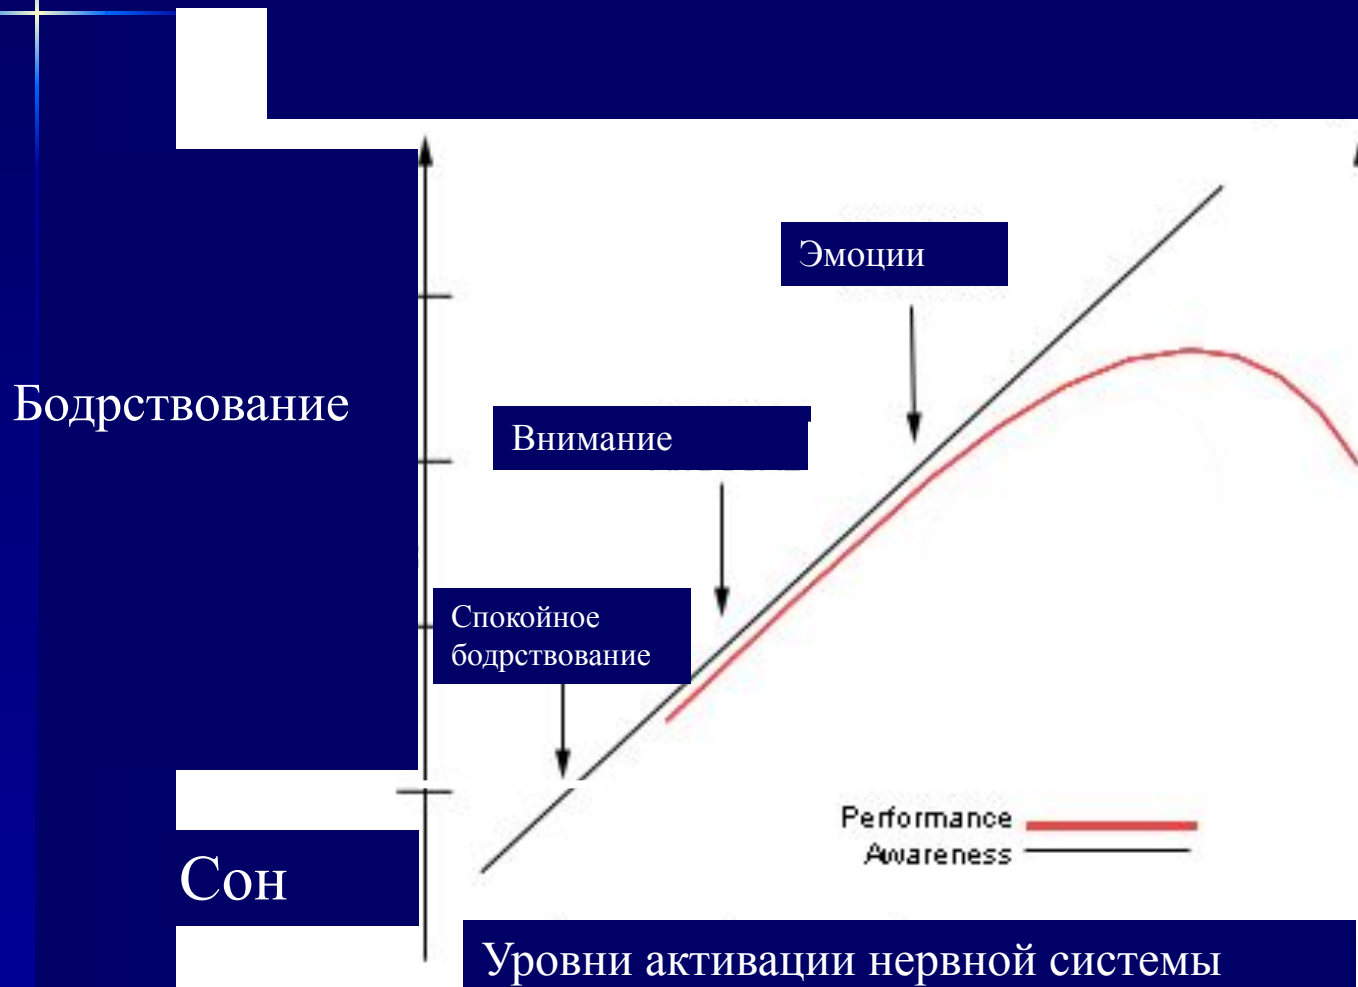 Эмоции
Бодрствование
Внимание
Спокойное
бодрствование
Performance
Awareness
Сон
Уровни активации нервной системы